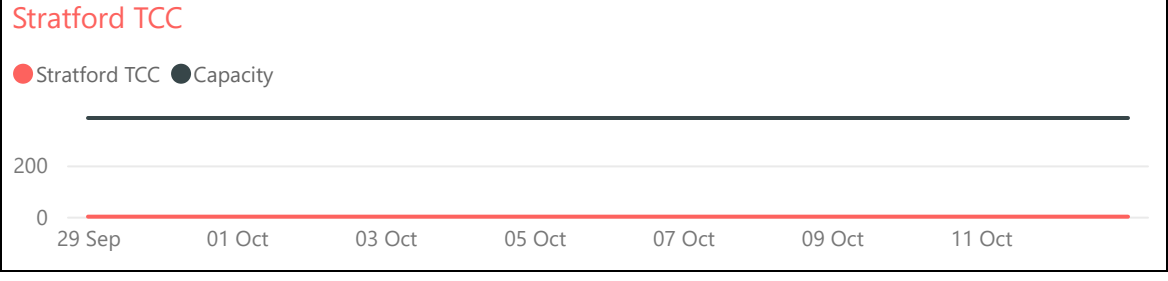 Stratford TCC
Stratford TCC Capacity
200
0
29 Sep 01 Oct 03 Oct 05 Oct 07 Oct 09 Oct 11 Oct